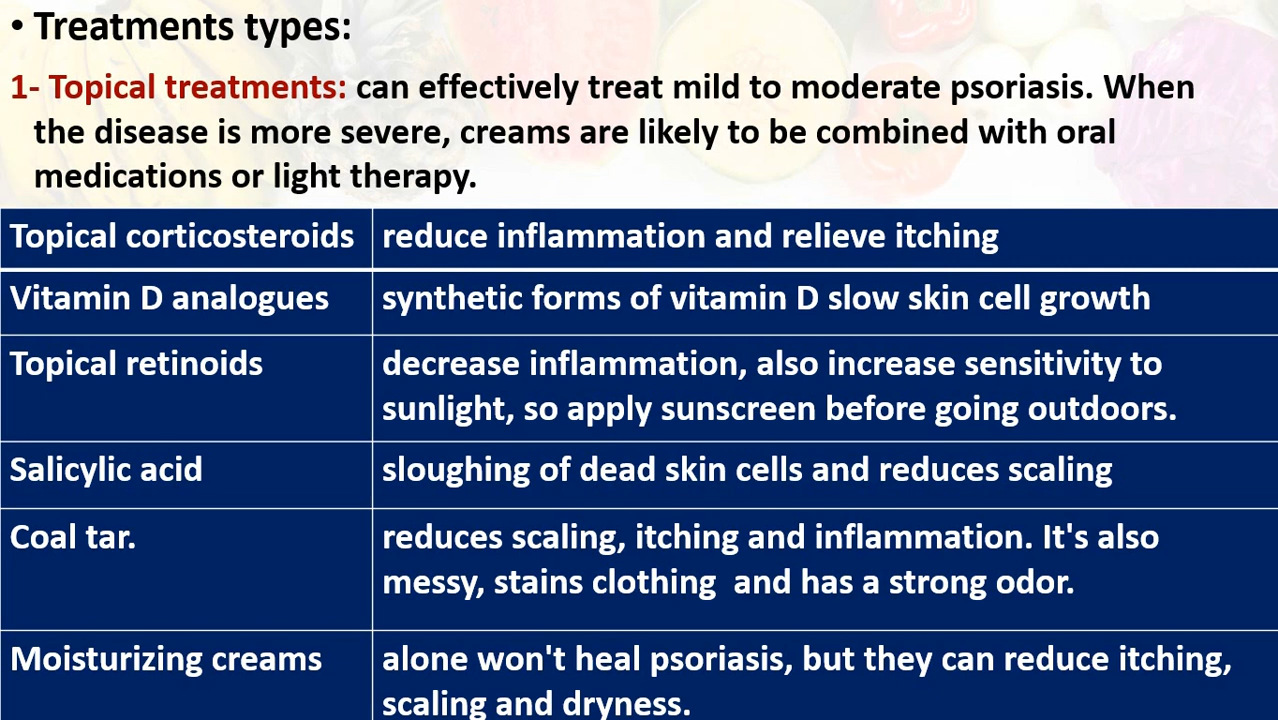 • Treatments types:
1- Topical treatments: can effectively treat mild to moderate psoriasis. When
the disease is more severe, creams are likely to be combined with oral
medications or light therapy.
Topical corticosteroids reduce inflammation and relieve itching
Vitamin D analogues synthetic forms of vitamin D slow skin cell growth
Topical retinoids decrease inflammation, also increase sensitivity to
sunlight, so apply sunscreen before going outdoors.
Salicylic acid sloughing of dead skin cells and reduces scaling
Coal tar. reduces scaling, itching and inflammation. It's also
messy, stains clothing  and has a strong odor.
Moisturizing creams alone won't heal psoriasis, but they can reduce itching,
scaling and dryness.